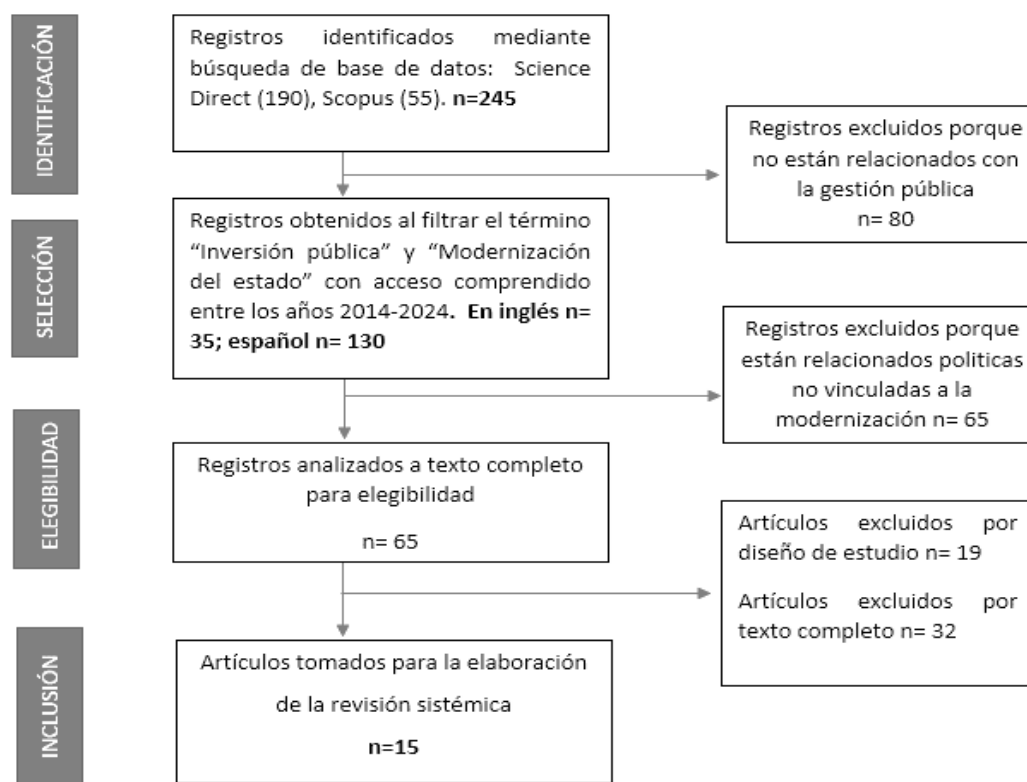 IDENTIFICACIÓN
Registros identificados mediante
búsqueda de base de datos: Science
Direct (190), Scopus (55). n=245
Registros excluidos porque
no están relacionados con
la gestión pública
n= 80
SELECCIÓN
Registros obtenidos al filtrar el término
“Inversión pública” y “Modernización
del estado” con acceso comprendido
entre los años 2014-2024. En inglés n=
35; español n= 130
Registros excluidos porque
están relacionados politicas
no vinculadas a la
modernización n= 65
ELEGIBILIDAD
Registros analizados a texto completo
para elegibilidad
n= 65
Artículos excluidos por
diseño de estudio n= 19
Artículos excluidos por
texto completo n= 32
INCLUSIÓN
Artículos tomados para la elaboración
de la revisión sistémica
n=15